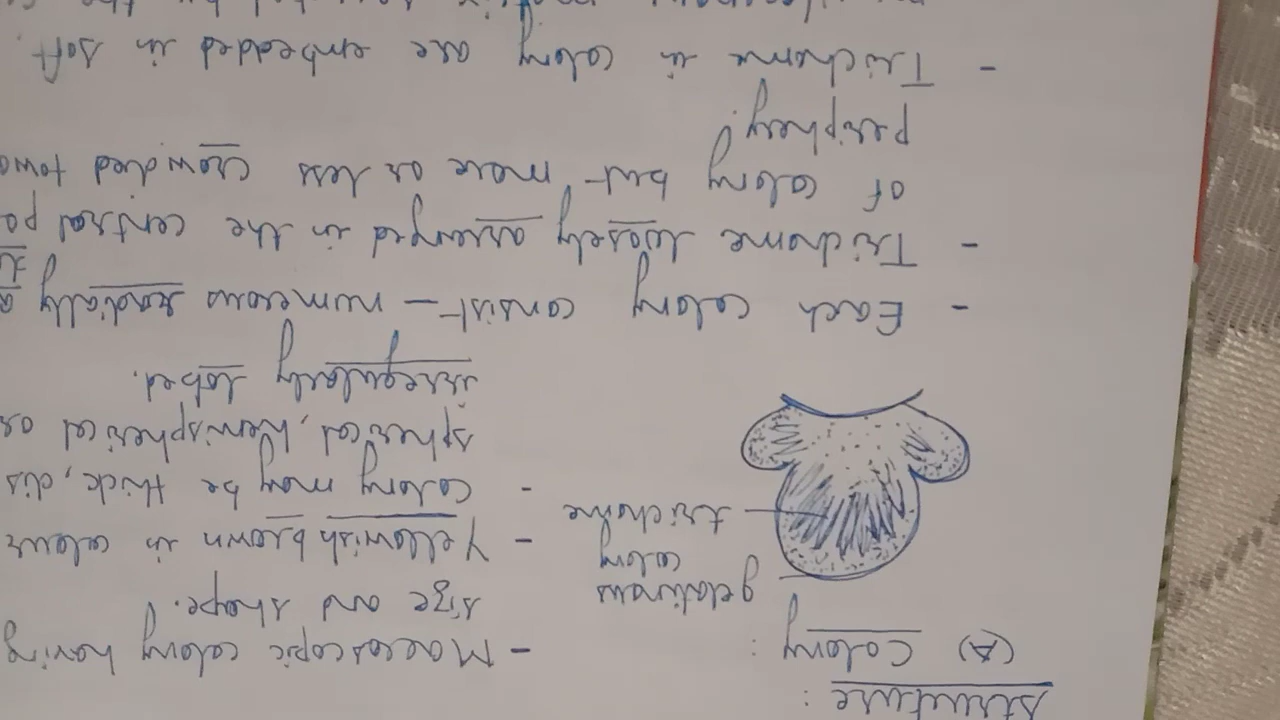 Structure :
(A) Colony :
- Macroscopic colony having
size and shape.
gelatinous
colony
- Yellowish brown in colour
trichome
- Colony may be thick, dis
spherical, hemispherical or
irregularly lobed.
- Each colony consist - numerous radially
- Trichome loosely arranged in the central pa
of colony but more or less crowded towa
periphery.
- Trichome in colony are embedded in soft.